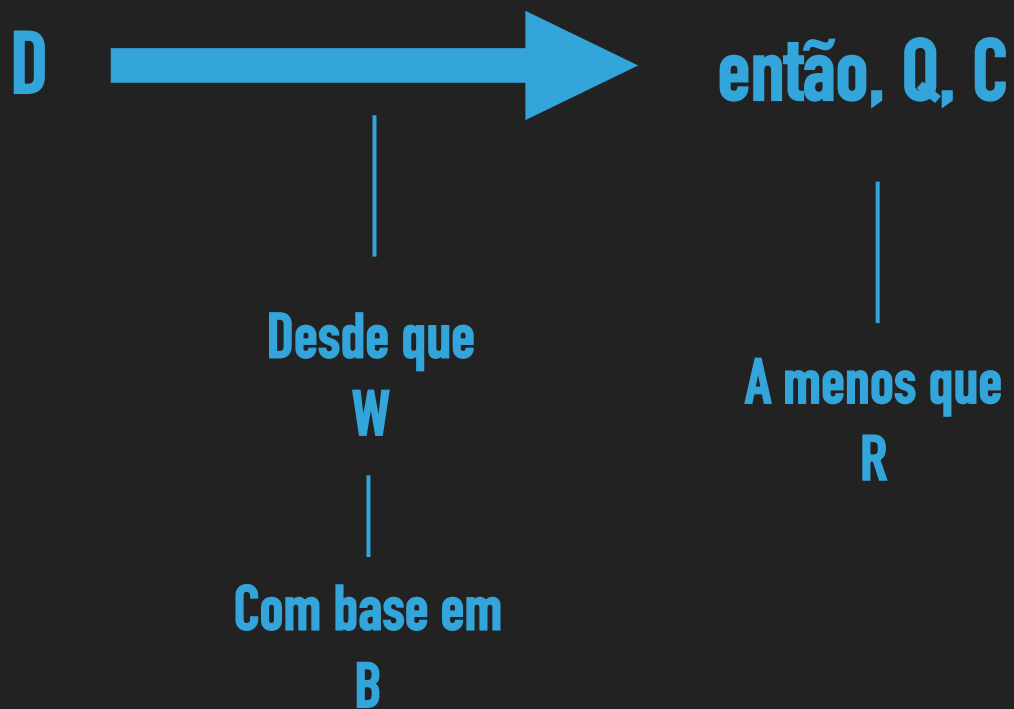 D
então, Q, C
Desde que
W
A menos que
R
Com base em
B